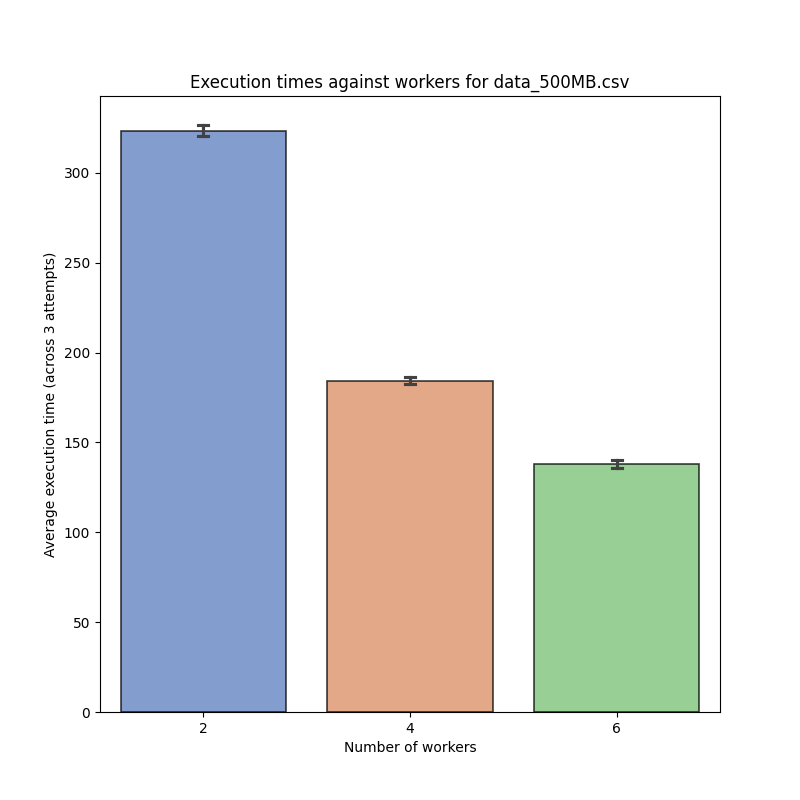 Execution times against workers for data_500MB.csv
Average execution time (across 3 attempts)
300
250
200
150
100
50
0
2 4 6
Number of workers